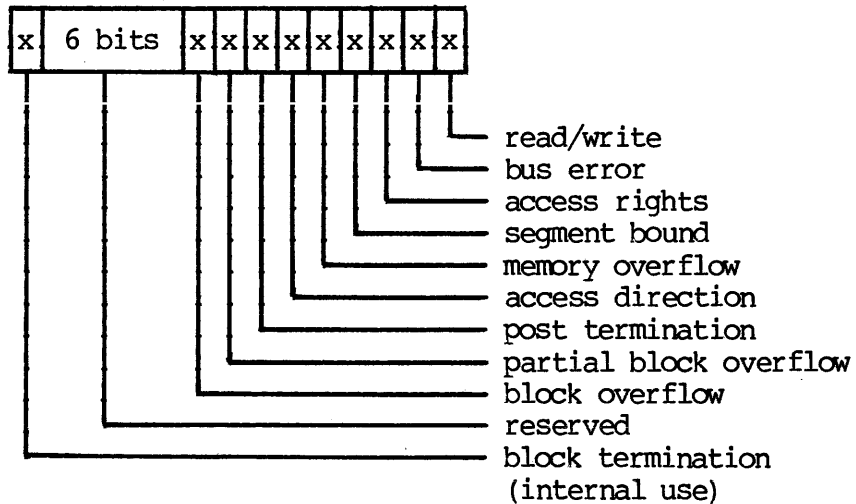 x 6 bits x x x x x x x x x
read/write
bus error
access rights
segment bound
memory overflow
access direction
post termination
partial block overflow
block overflow
reserved
block termination
(internal use)